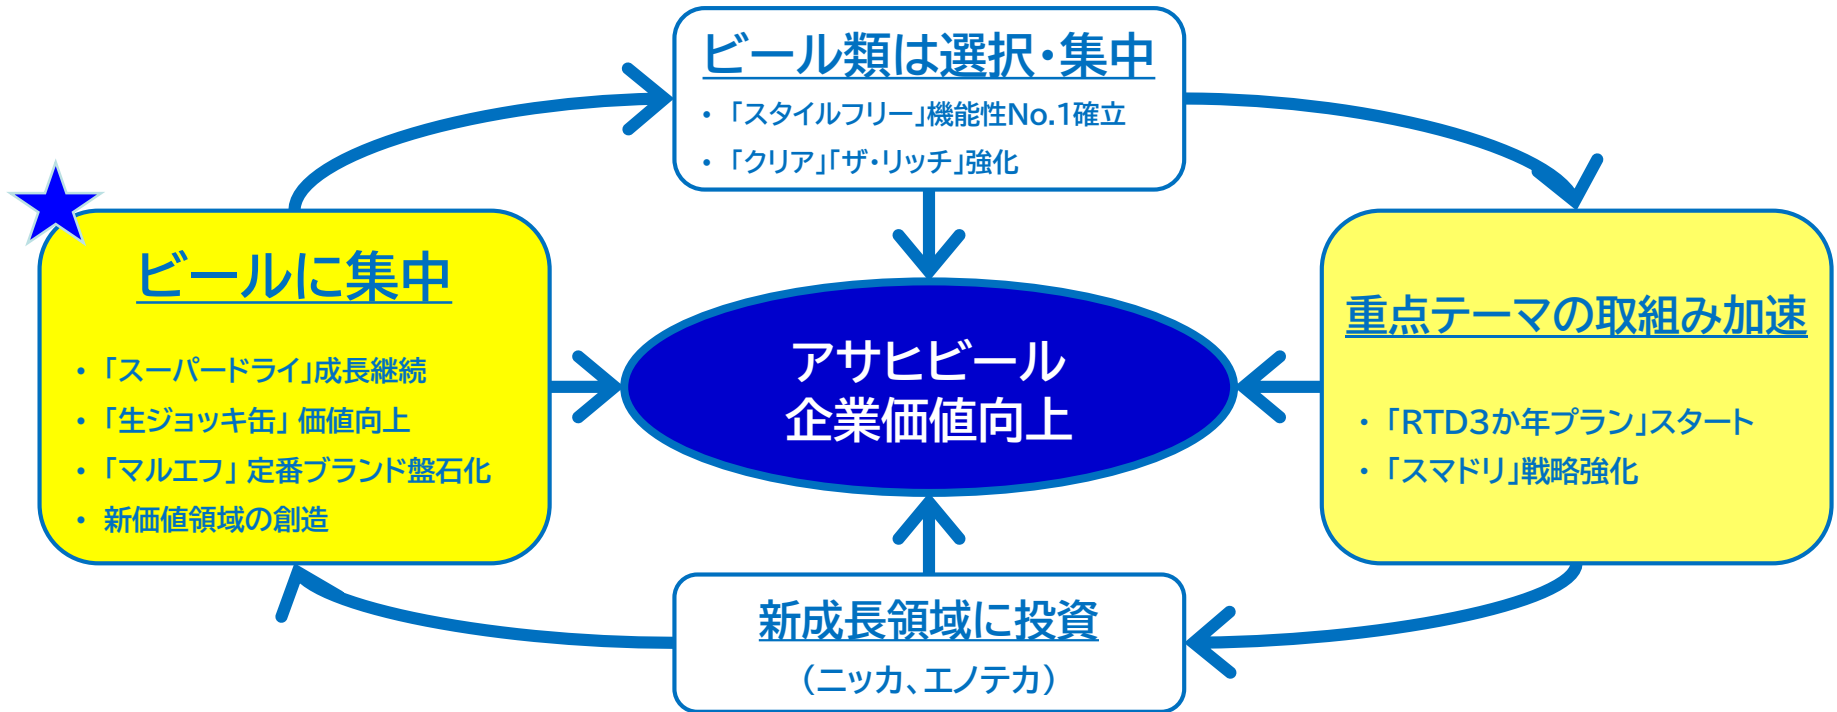 ビール類は選択・集中
・ 「スタイルフリー」機能性No.1確立
・ 「クリア」「ザ・リッチ」強化
ビールに集中
・ 「スーパードライ」成長継続
・ 「生ジョッキ缶」 価値向上
・ 「マルエフ」 定番ブランド盤石化
・ 新価値領域の創造
アサヒビール
企業価値向上
重点テーマの取組み加速
・ 「RTD3か年プラン」スタート
・ 「スマドリ」戦略強化
新成長領域に投資
（ニッカ、エノテカ）